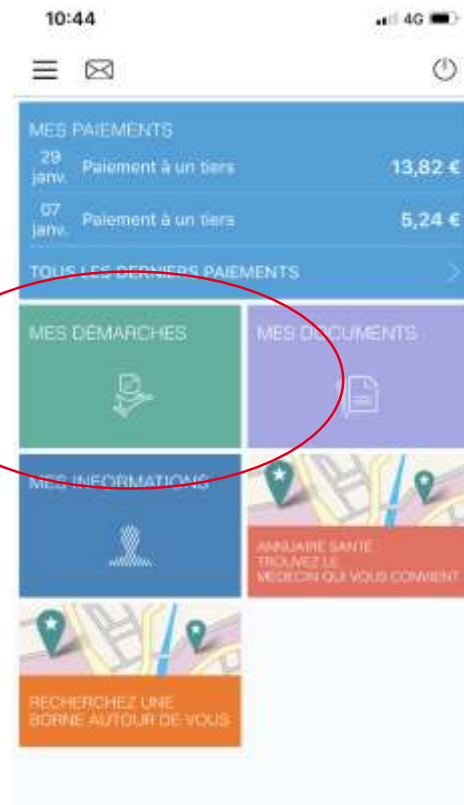 10:44
4G
MES PAIEMENTS
29 janv. Paiement à un tiers 13,82 €
07 janv. Paiement à un tiers 5,24 €
TOUS LES DERNIERS PAIEMENTS
MES DÉMARCHES
MES DOCUMENTS
MES INFORMATIONS
ANNUAIRE SANTÉ :
TROUVEZ LE
MÉDECIN QUI VOUS CONVIENT
RECHERCHEZ UNE
BORNE AUTOUR DE VOUS